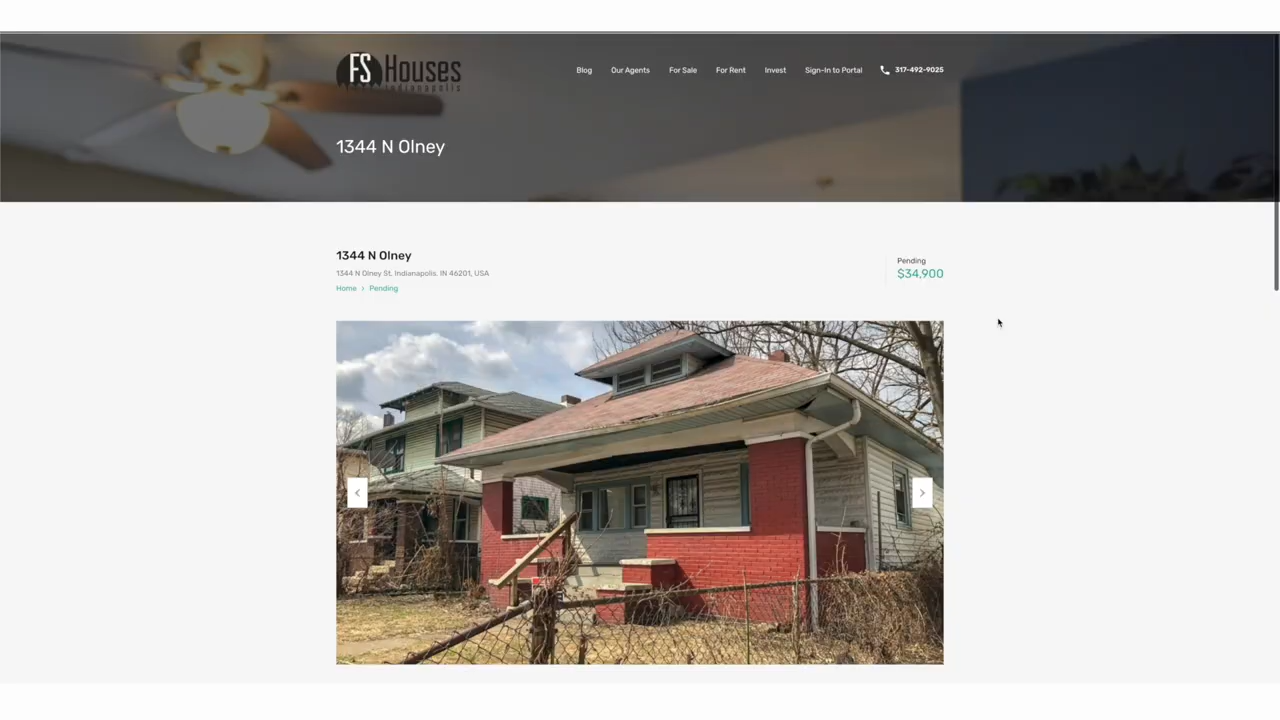 FS Houses
Indianapolis
Blog Our Agents For Sale For Rent Invest Sign-In to Portal 317-492-9025
1344 N Olney
1344 N Olney
1344 N Olney St, Indianapolis, IN 46201, USA
Home › Pending
Pending
$34,900